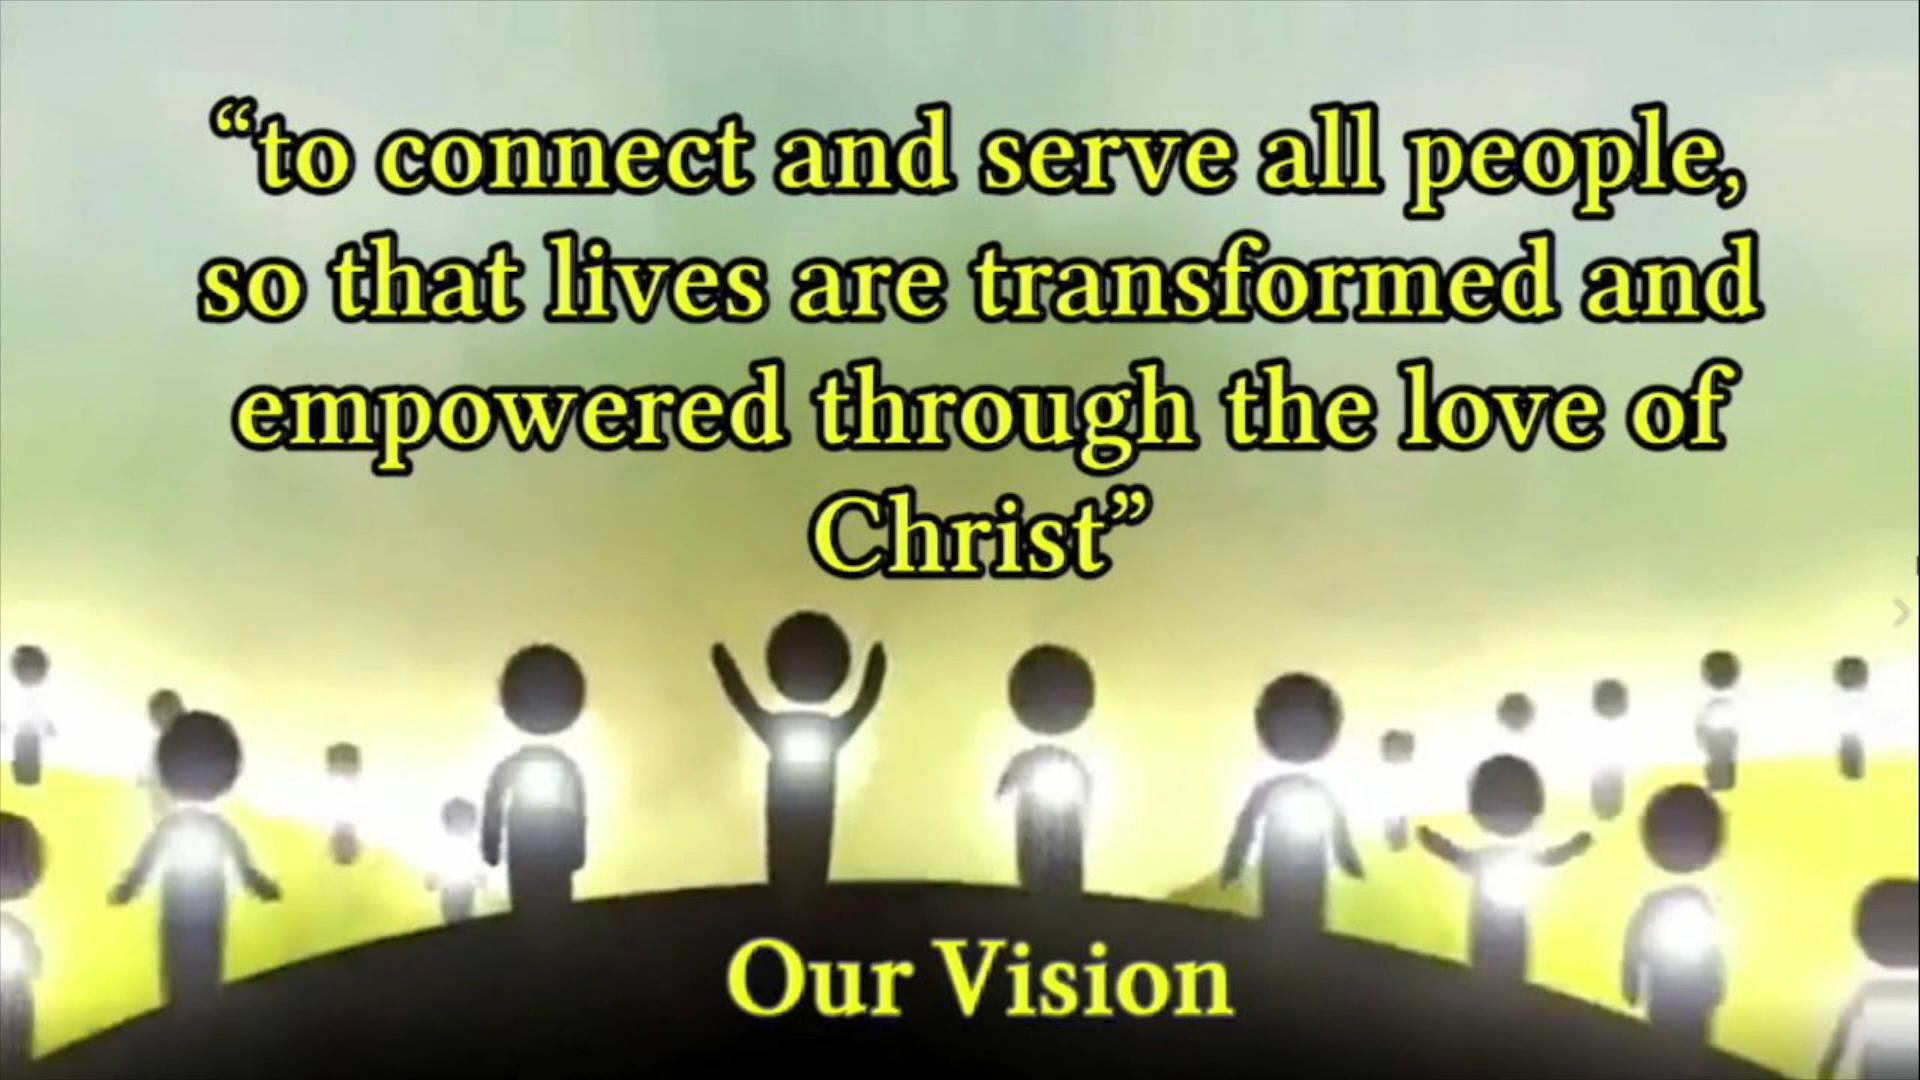 “to connect and serve all people,
so that lives are transformed and
empowered through the love of
Christ”
Our Vision